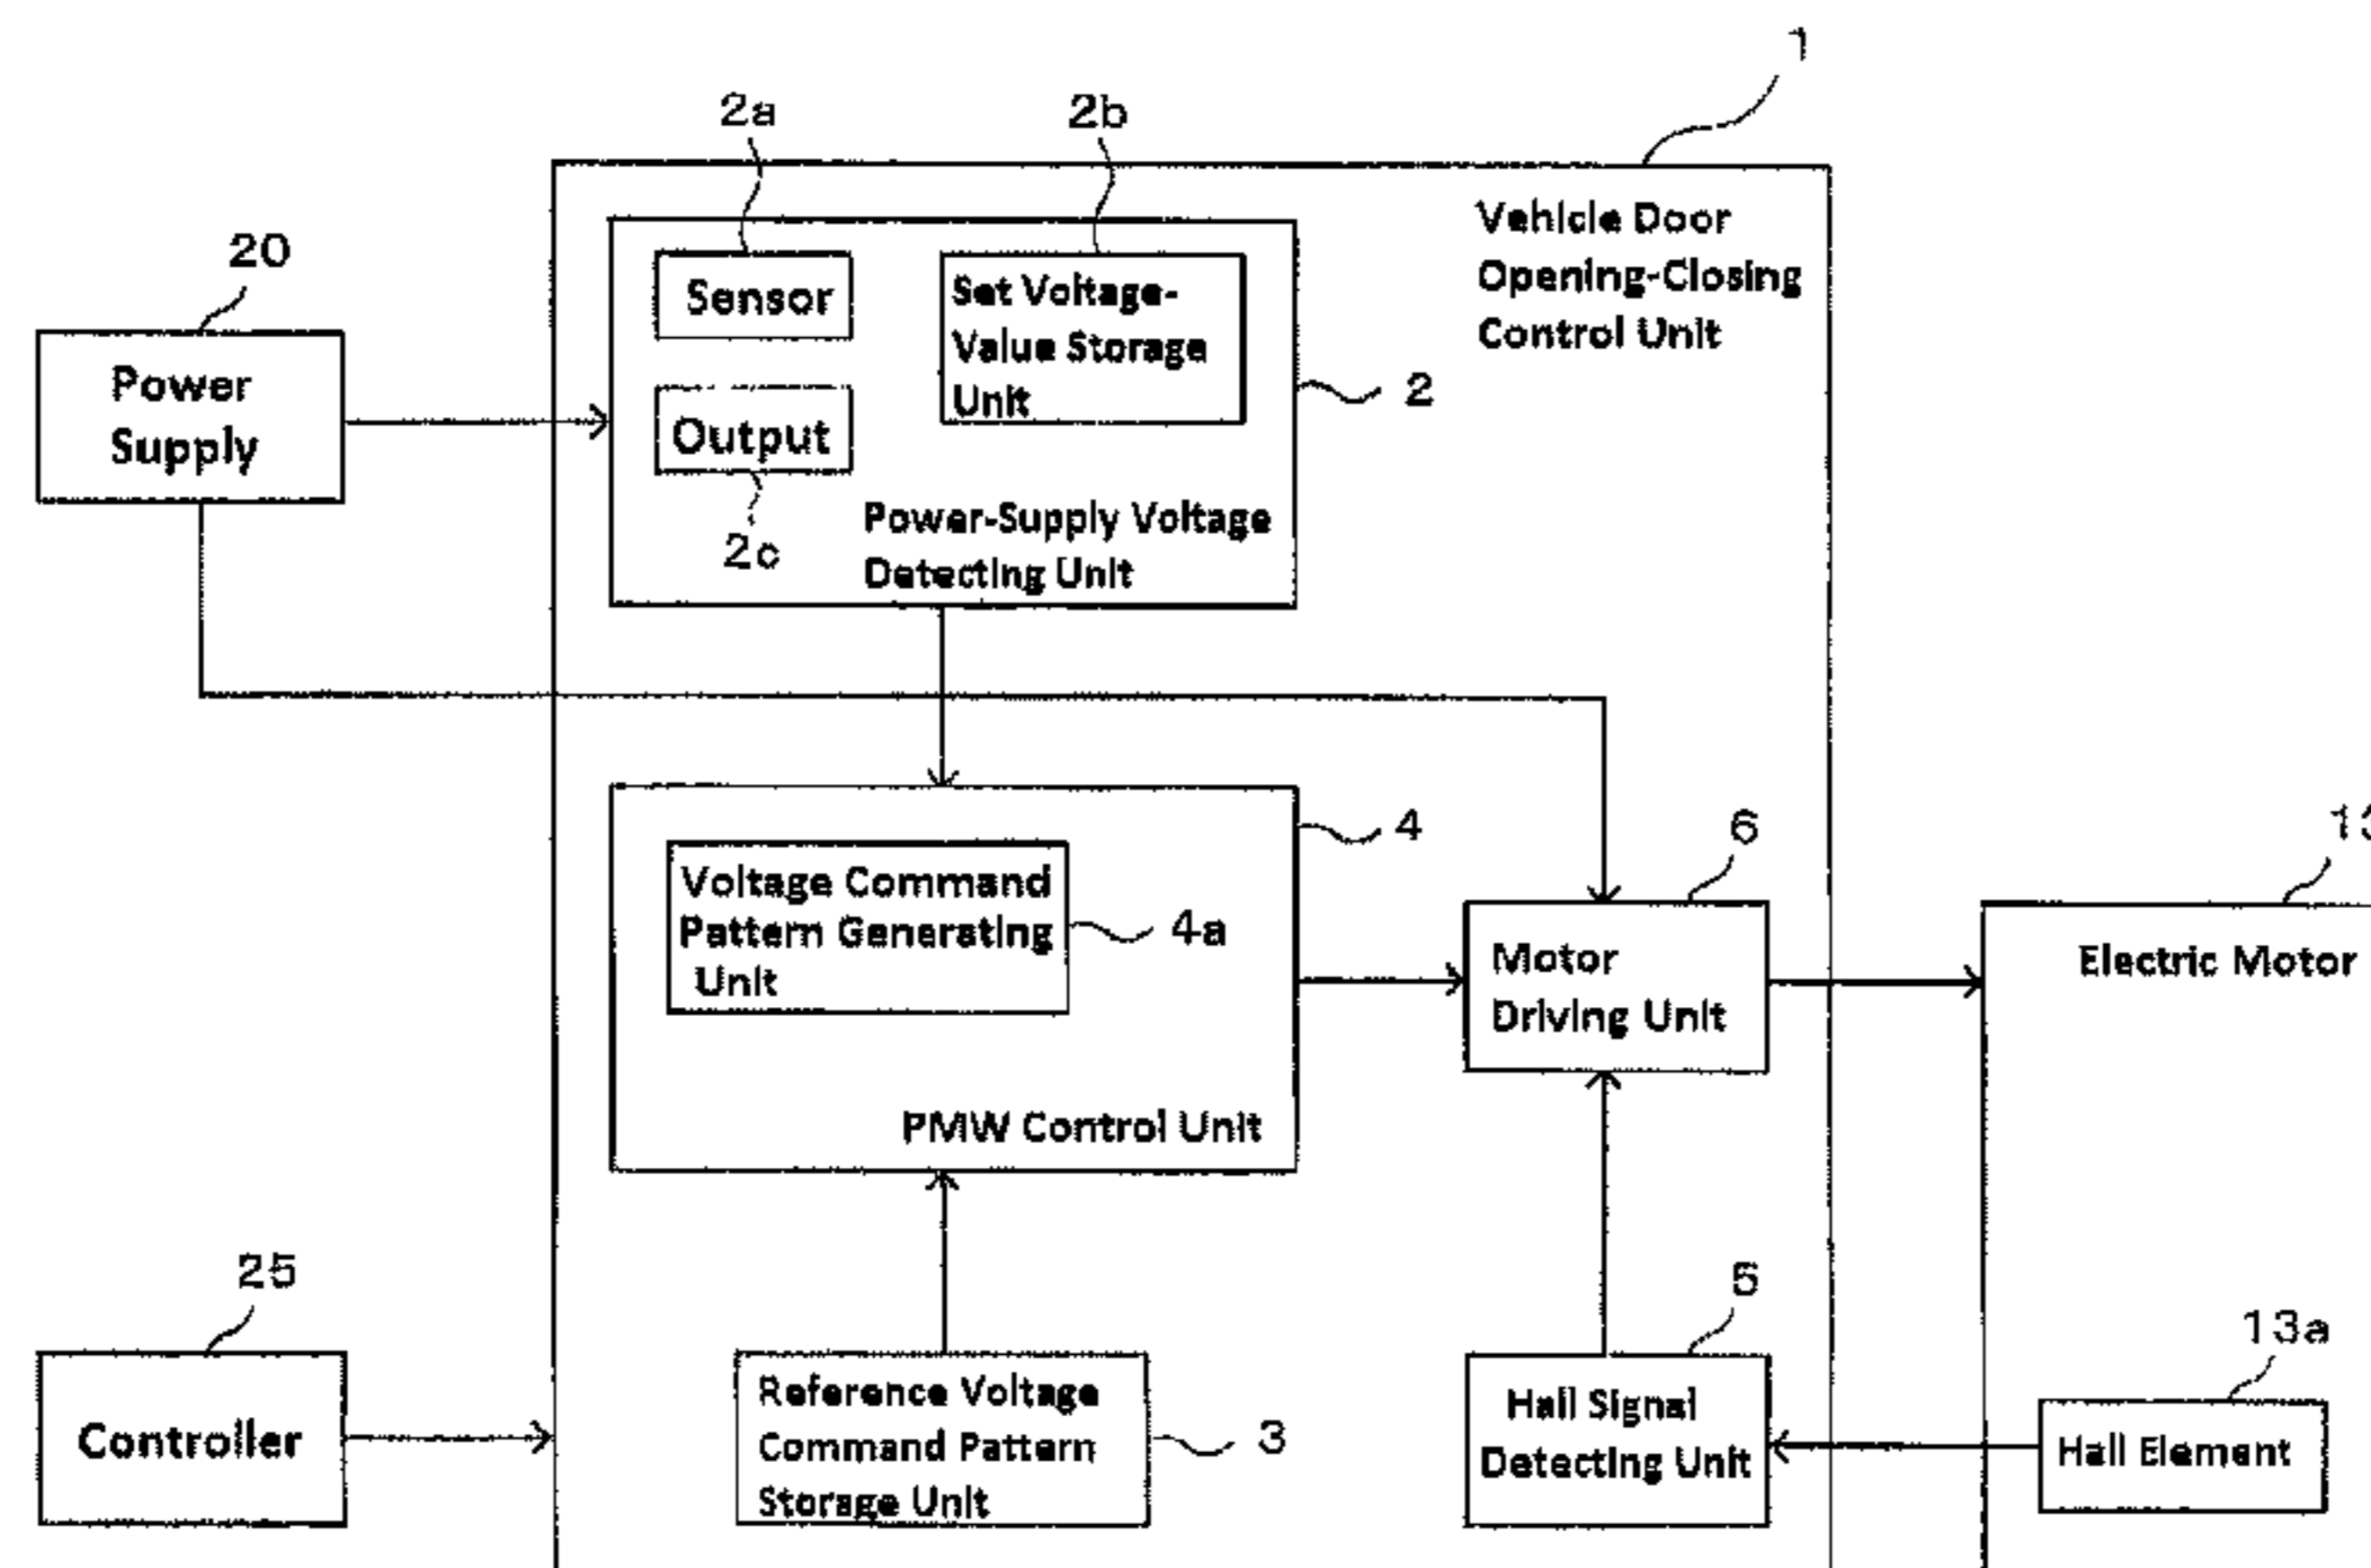 1
2a
2b
Vehicle Door
Opening-Closing
Control Unit
20
Sensor
Set Voltage-
Value Storage
Unit
Power
Supply
2
Output
2c
Power-Supply Voltage
Detecting Unit
4
6
Voltage Command
Pattern Generating
Unit
4a
Motor
Driving Unit
Electric Motor
PMW Control Unit
25
5
13a
Controller
Reference Voltage
Command Pattern
Storage Unit
3
Hall Signal
Detecting Unit
Hall Element